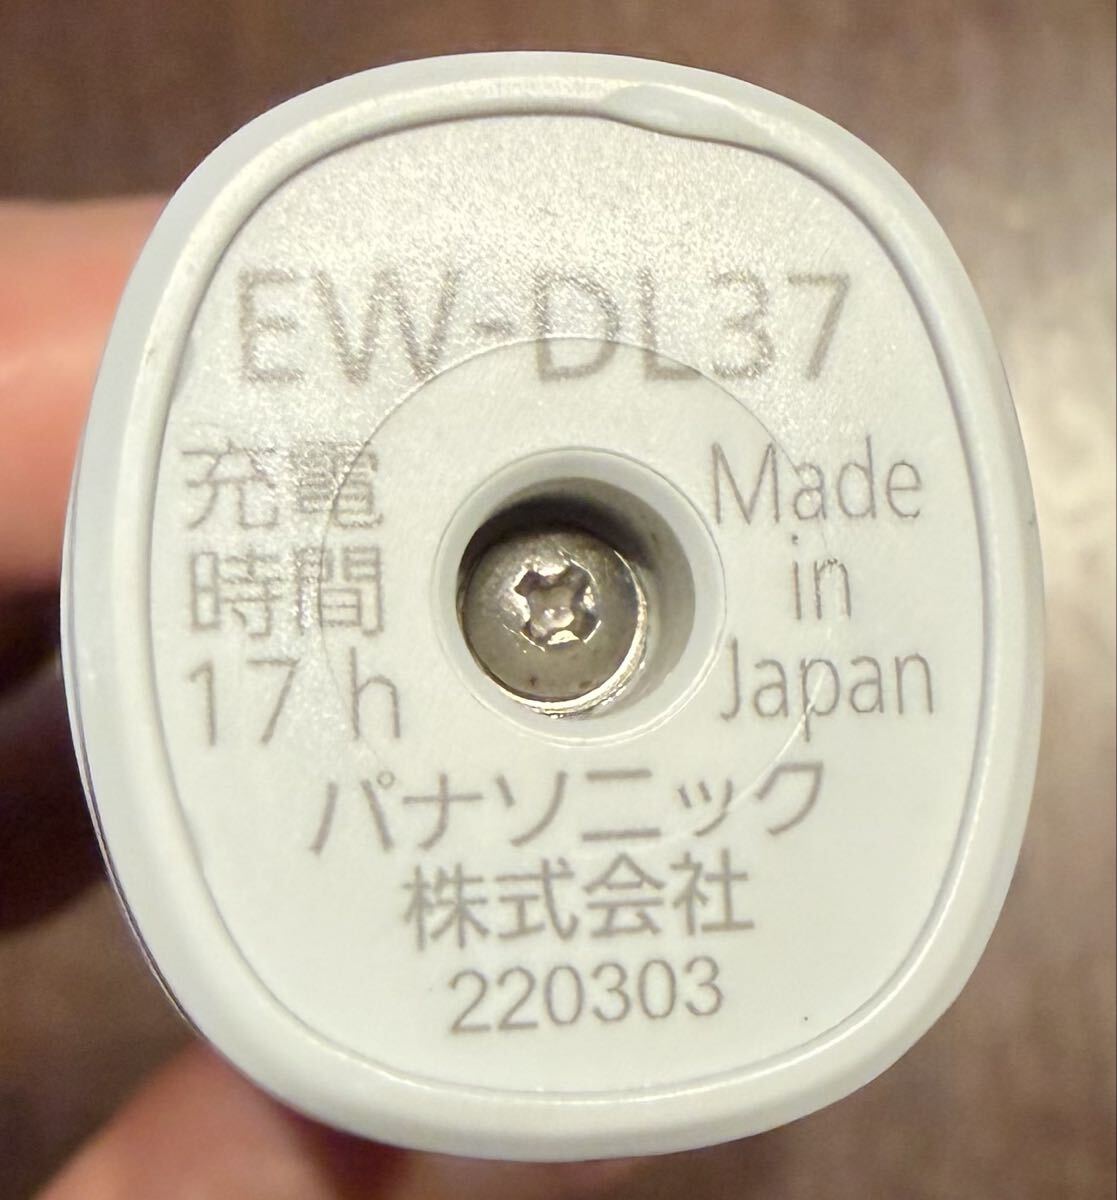 EW-DL37
充電
時間
17 h
Made
in
Japan
パナソニック
株式会社
220303